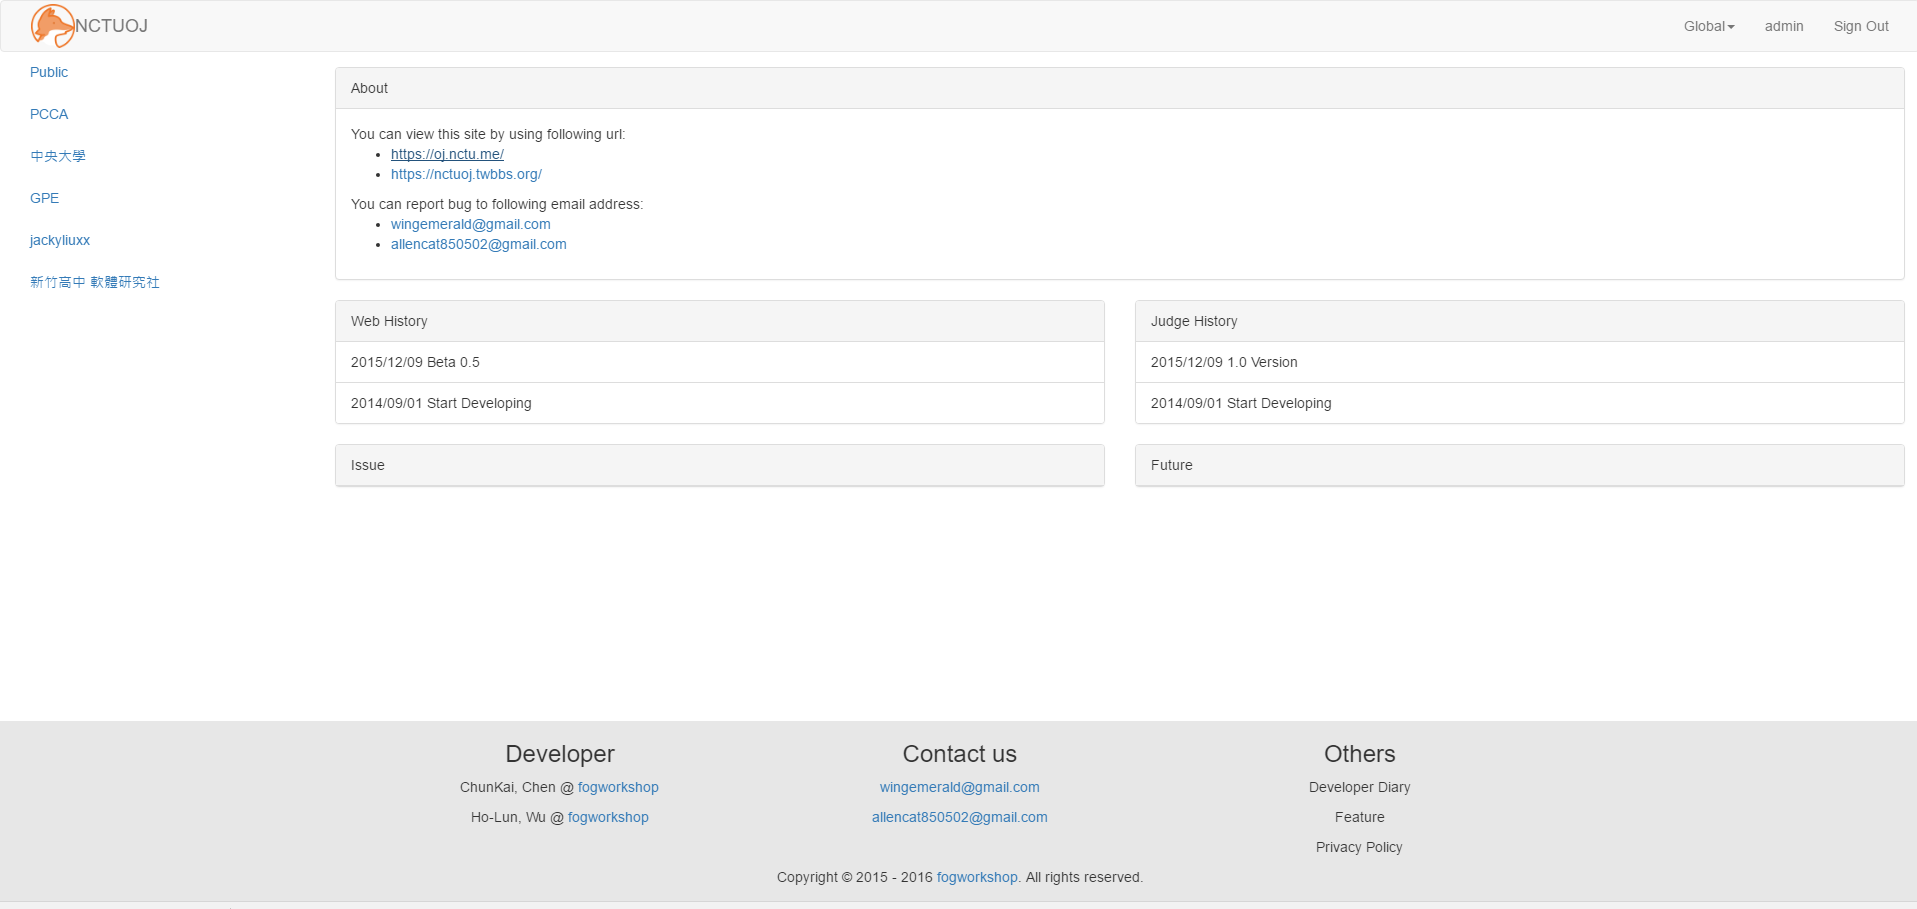 NCTUOJ
Global
admin
Sign Out
Public
PCCA
中央大學
GPE
jackyliuxx
新竹高中 軟體研究社
About
You can view this site by using following url:
https://oj.nctu.me/
https://nctuoj.twbbs.org/
You can report bug to following email address:
wingemerald@gmail.com
allencat850502@gmail.com
Web History
2015/12/09 Beta 0.5
2014/09/01 Start Developing
Judge History
2015/12/09 1.0 Version
2014/09/01 Start Developing
Issue
Future
Developer
ChunKai, Chen @ fogworkshop
Ho-Lun, Wu @ fogworkshop
Contact us
wingemerald@gmail.com
allencat850502@gmail.com
Others
Developer Diary
Feature
Privacy Policy
Copyright © 2015 - 2016 fogworkshop. All rights reserved.